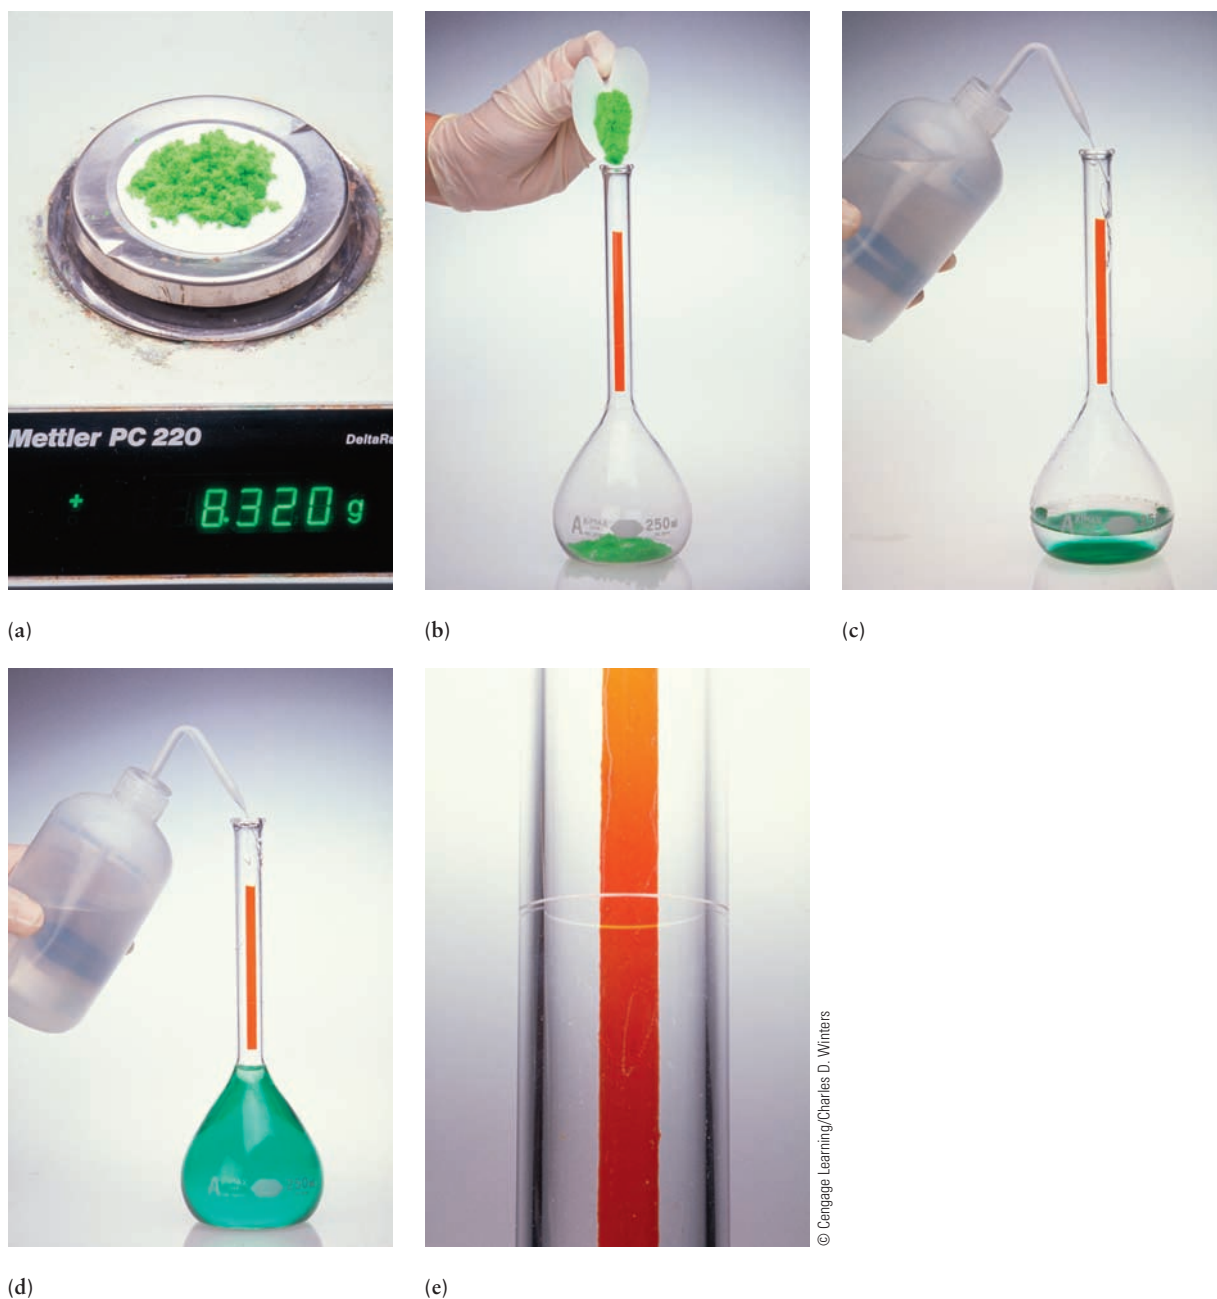 Mettler PC 220
DeltaRa
+ 8.320 g
A
250
(a)
(b)
(c)
A
(d)
(e)
© Cengage Learning/Charles D. Winters